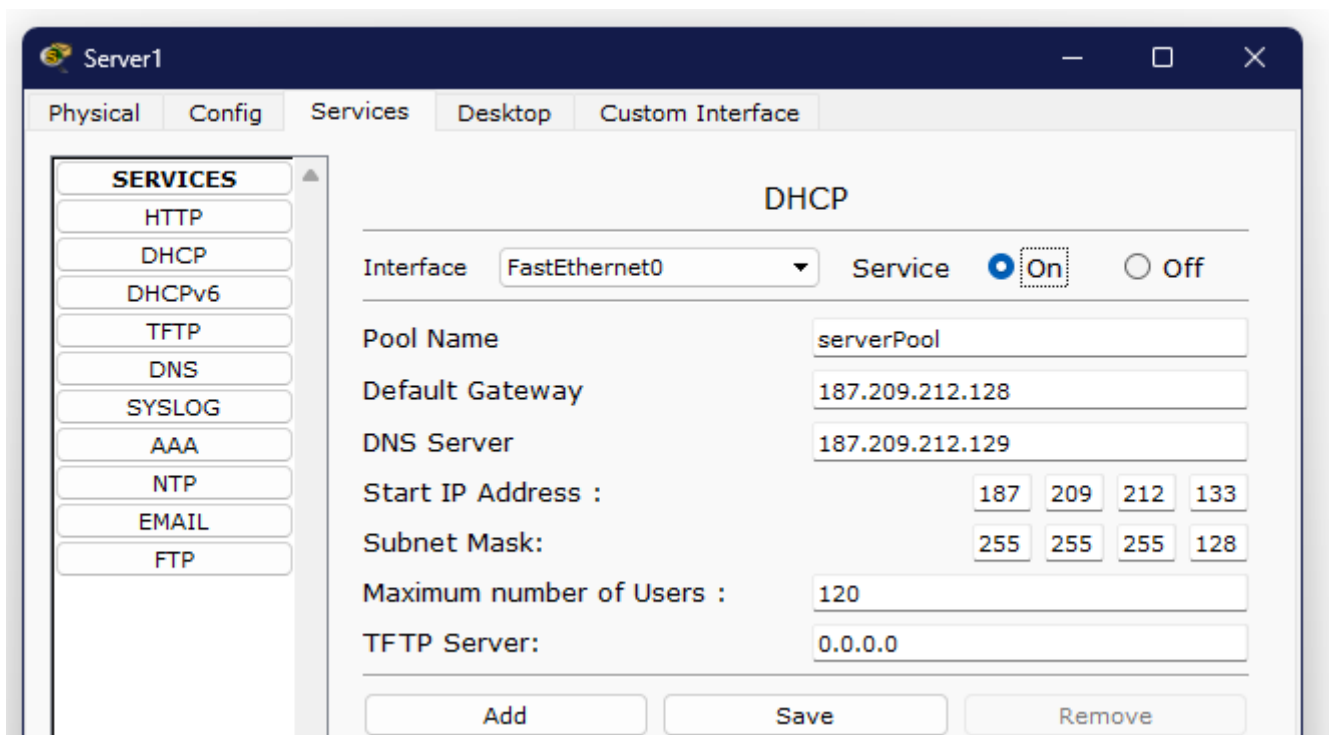 Server1
Physical Config Services Desktop Custom Interface
SERVICES
HTTP
DHCP
DHCPv6
TFTP
DNS
SYSLOG
AAA
NTP
EMAIL
FTP
DHCP
Interface FastEthernet0 Service On Off
Pool Name serverPool
Default Gateway 187.209.212.128
DNS Server 187.209.212.129
Start IP Address : 187 209 212 133
Subnet Mask: 255 255 255 128
Maximum number of Users : 120
TFTP Server: 0.0.0.0
Add Save Remove